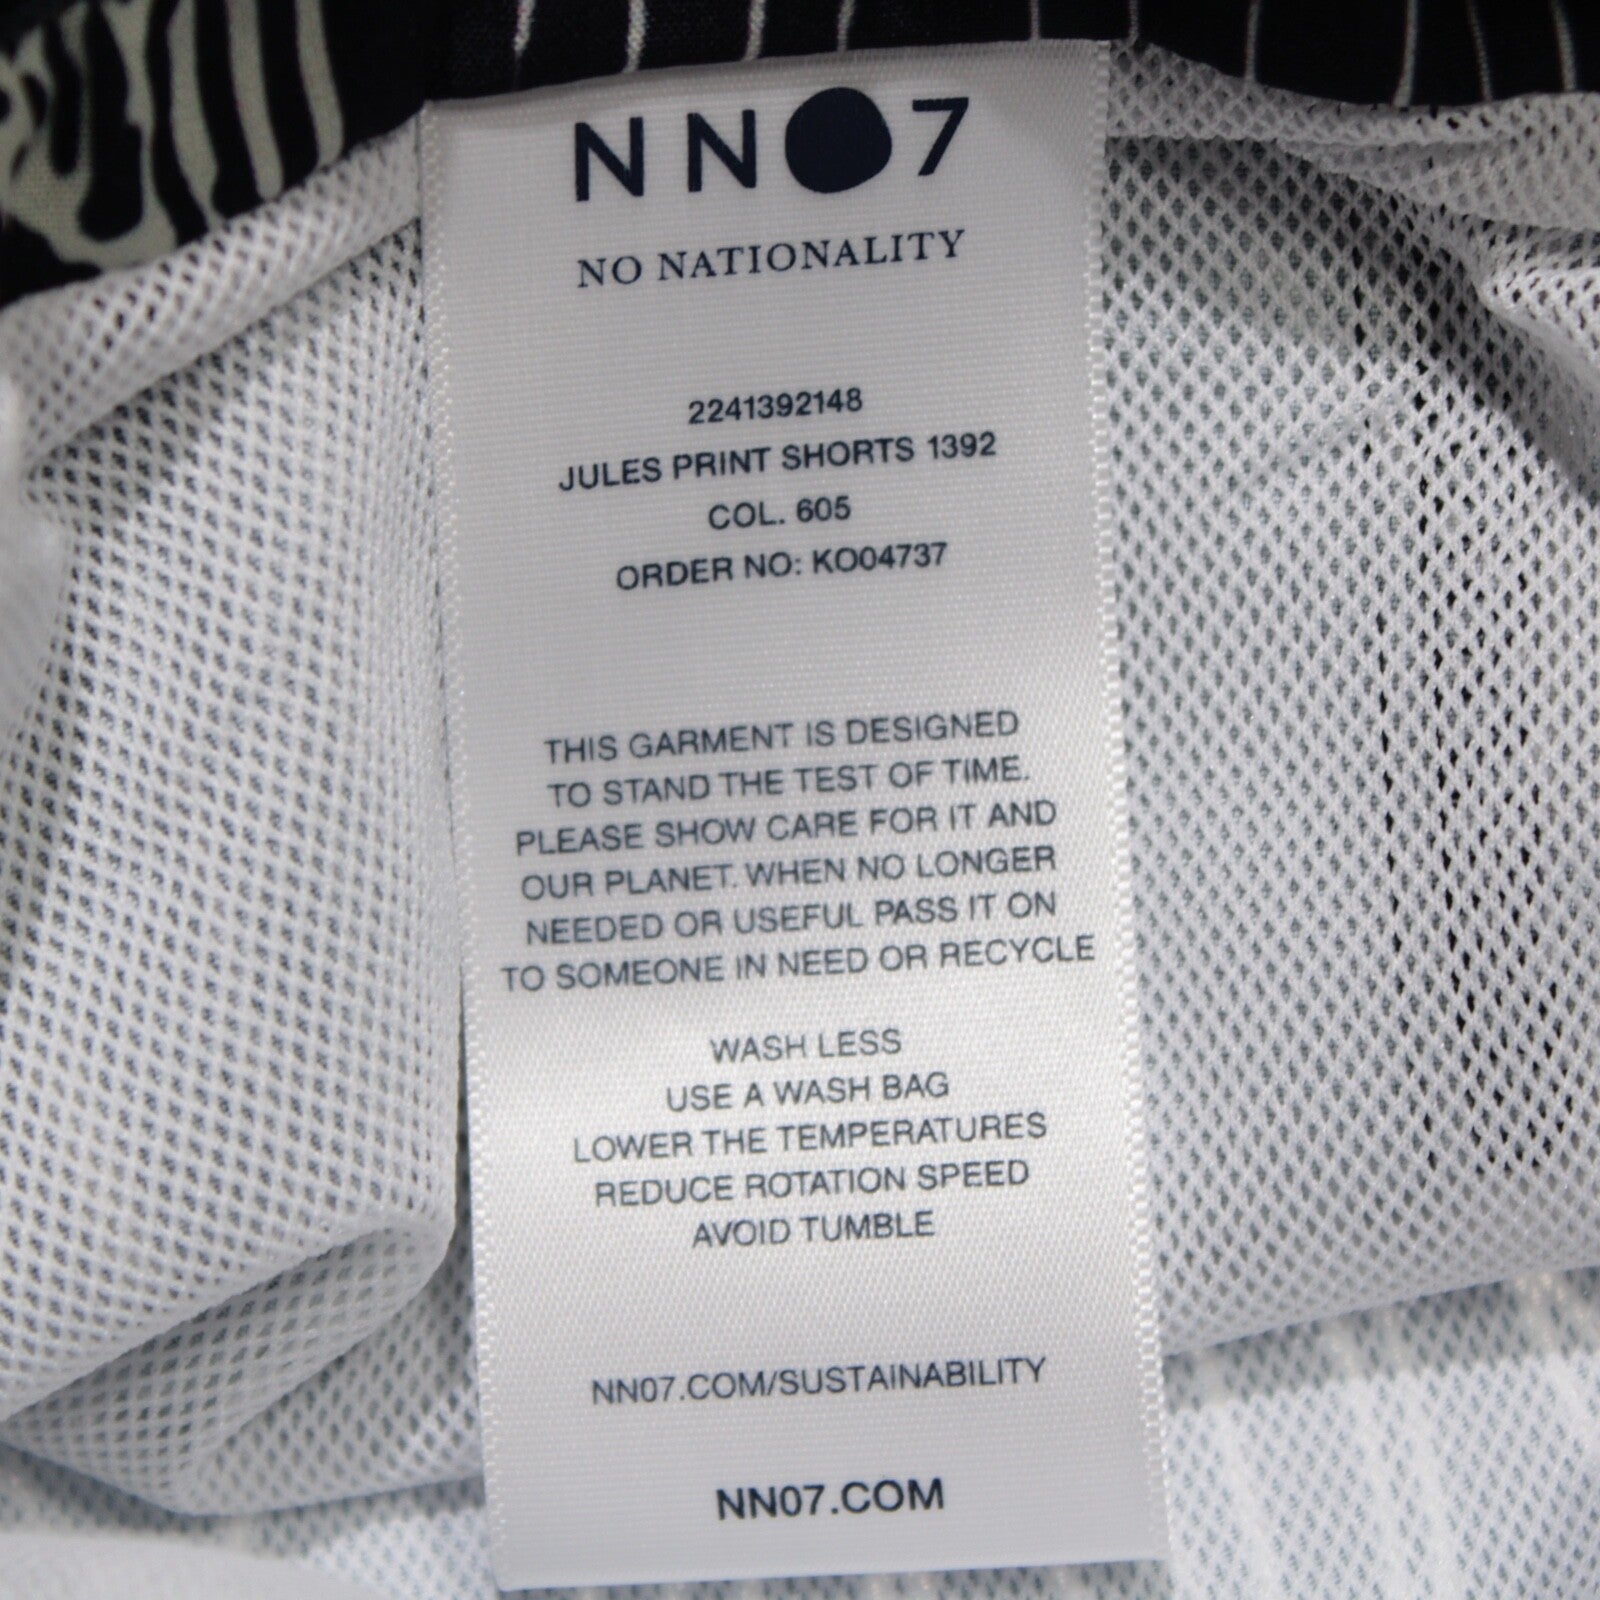 NN07
NO NATIONALITY
2241392148
JULES PRINT SHORTS 1392
COL. 605
ORDER NO: KO04737
THIS GARMENT IS DESIGNED
TO STAND THE TEST OF TIME.
PLEASE SHOW CARE FOR IT AND
OUR PLANET. WHEN NO LONGER
NEEDED OR USEFUL PASS IT ON
TO SOMEONE IN NEED OR RECYCLE
WASH LESS
USE A WASH BAG
LOWER THE TEMPERATURES
REDUCE ROTATION SPEED
AVOID TUMBLE
NN07.COM/SUSTAINABILITY
NN07.COM